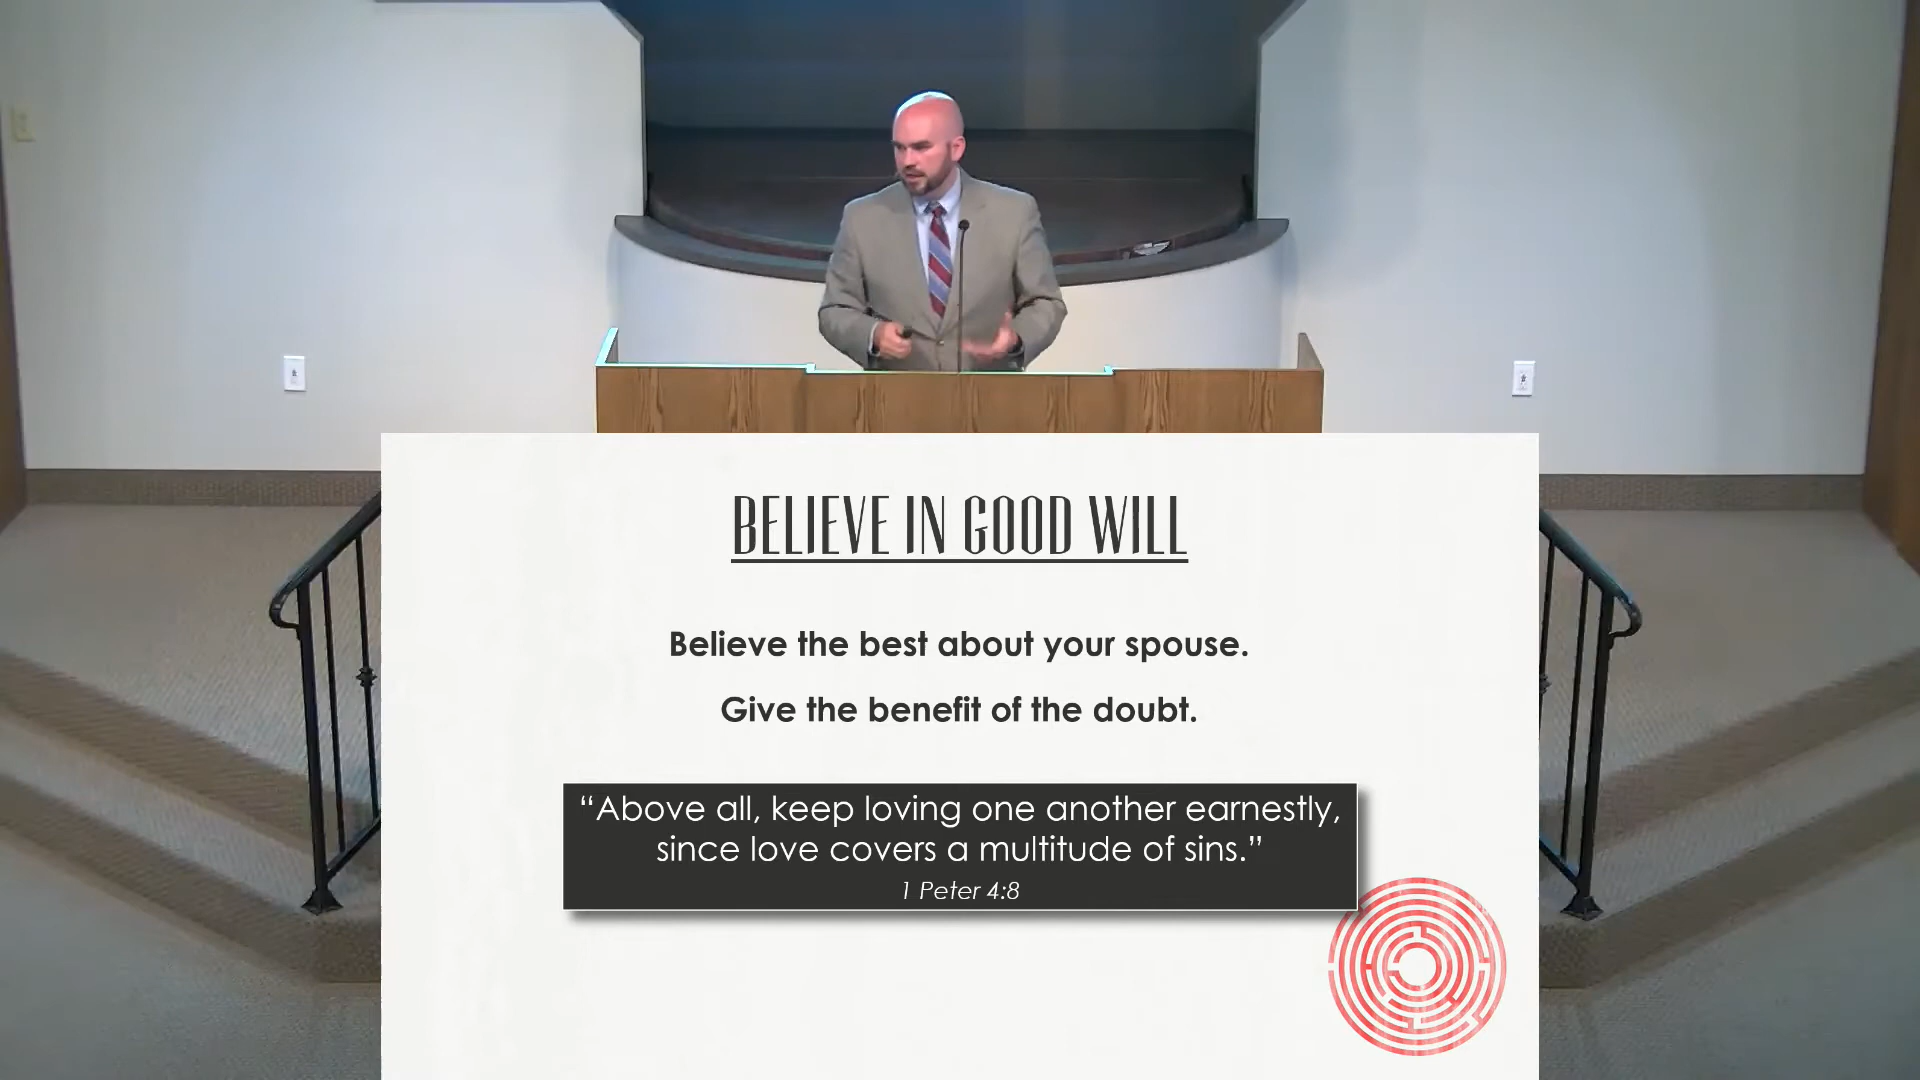 BELIEVE IN GOOD WILL
Believe the best about your spouse.
Give the benefit of the doubt.
“Above all, keep loving one another earnestly,
since love covers a multitude of sins.”
1 Peter 4:8